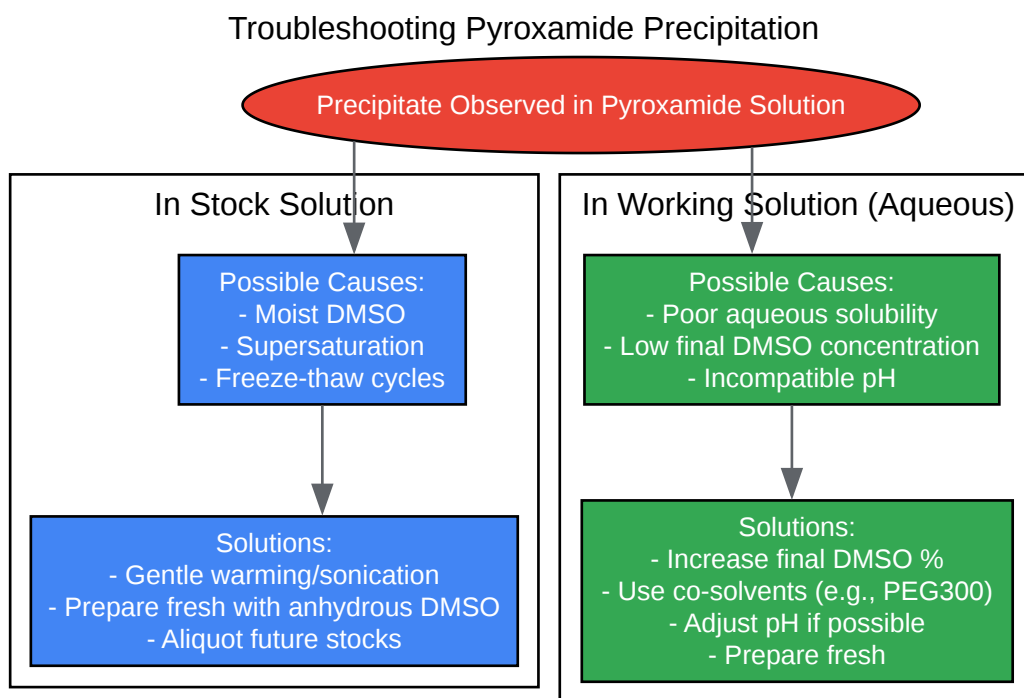 Troubleshooting Pyroxamide Precipitation
Precipitate Observed in Pyroxamide Solution
In Stock Solution
Possible Causes:
- Moist DMSO
- Supersaturation
- Freeze-thaw cycles
Solutions:
- Gentle warming/sonication
- Prepare fresh with anhydrous DMSO
- Aliquot future stocks
In Working Solution (Aqueous)
Possible Causes:
- Poor aqueous solubility
- Low final DMSO concentration
- Incompatible pH
Solutions:
- Increase final DMSO %
- Use co-solvents (e.g., PEG300)
- Adjust pH if possible
- Prepare fresh